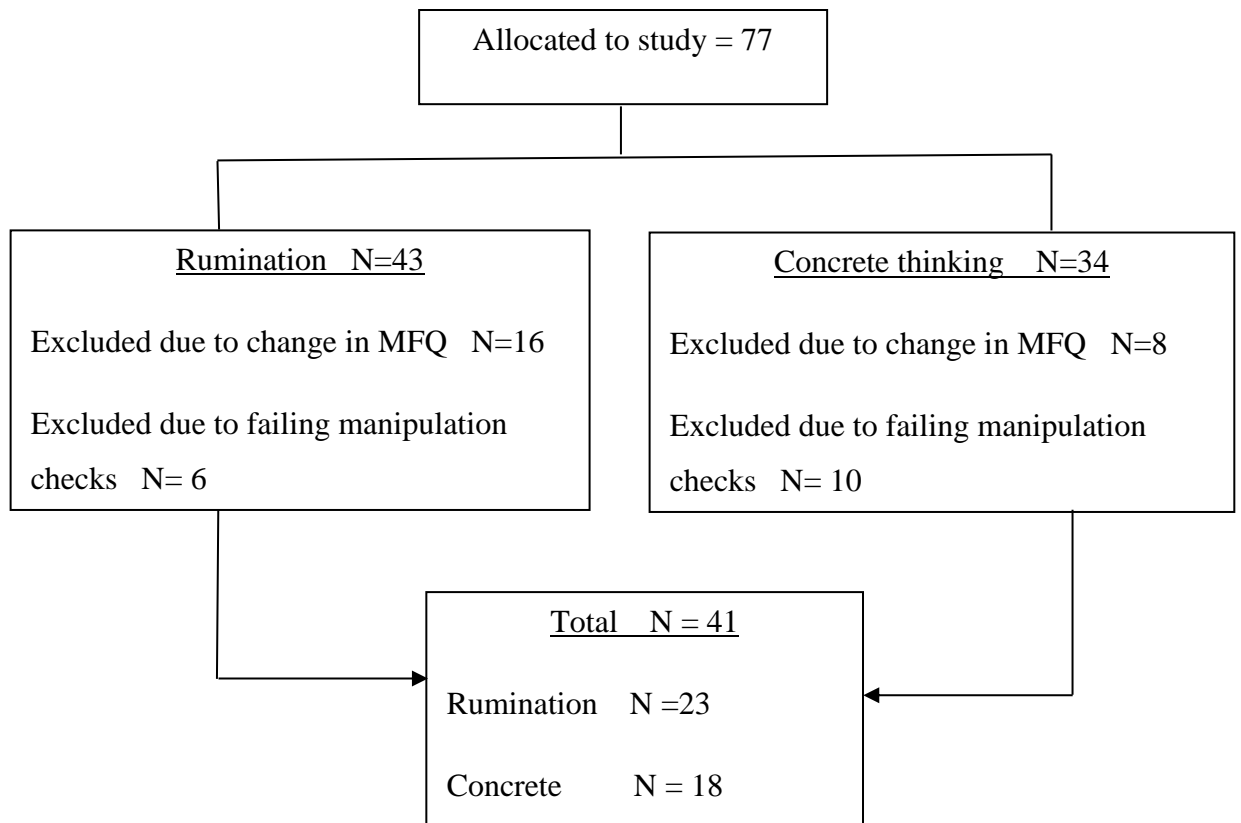 Allocated to study = 77
Rumination N=43
Excluded due to change in MFQ N=16
Excluded due to failing manipulation
checks N= 6
Concrete thinking N=34
Excluded due to change in MFQ N=8
Excluded due to failing manipulation
checks N= 10
Total N = 41
Rumination N =23
Concrete N = 18